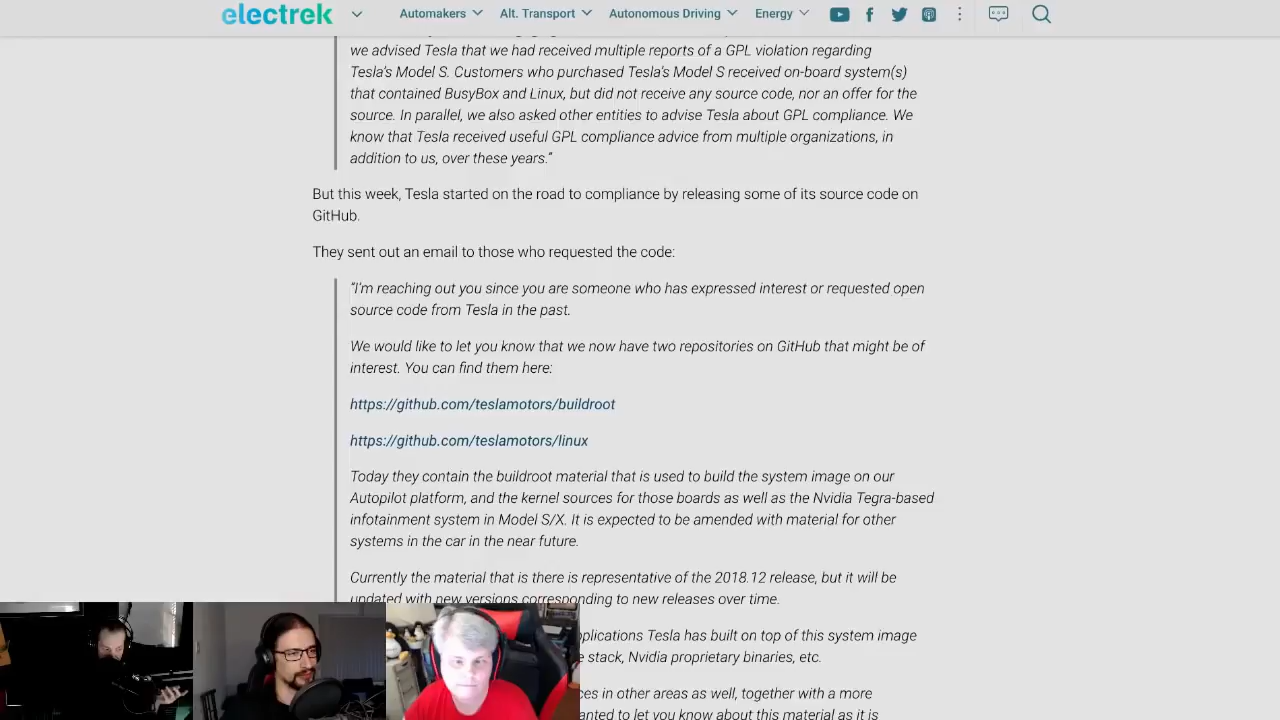 electrek
Automakers
Alt. Transport
Autonomous Driving
Energy
we advised Tesla that we had received multiple reports of a GPL violation regarding
Tesla's Model S. Customers who purchased Tesla's Model S received on-board system(s)
that contained BusyBox and Linux, but did not receive any source code, nor an offer for the
source. In parallel, we also asked other entities to advise Tesla about GPL compliance. We
know that Tesla received useful GPL compliance advice from multiple organizations, in
addition to us, over these years.”
But this week, Tesla started on the road to compliance by releasing some of its source code on
GitHub.
They sent out an email to those who requested the code:
“I'm reaching out you since you are someone who has expressed interest or requested open
source code from Tesla in the past.
We would like to let you know that we now have two repositories on GitHub that might be of
interest. You can find them here:
https://github.com/teslamotors/buildroot
https://github.com/teslamotors/linux
Today they contain the buildroot material that is used to build the system image on our
Autopilot platform, and the kernel sources for those boards as well as the Nvidia Tegra-based
infotainment system in Model S/X. It is expected to be amended with material for other
systems in the car in the near future.
Currently the material that is there is representative of the 2018.12 release, but it will be
updated with new versions corresponding to new releases over time.
Tesla has built on top of this system image
stack, Nvidia proprietary binaries, etc.
in other areas as well, together with a more
to let you know about this material as it is